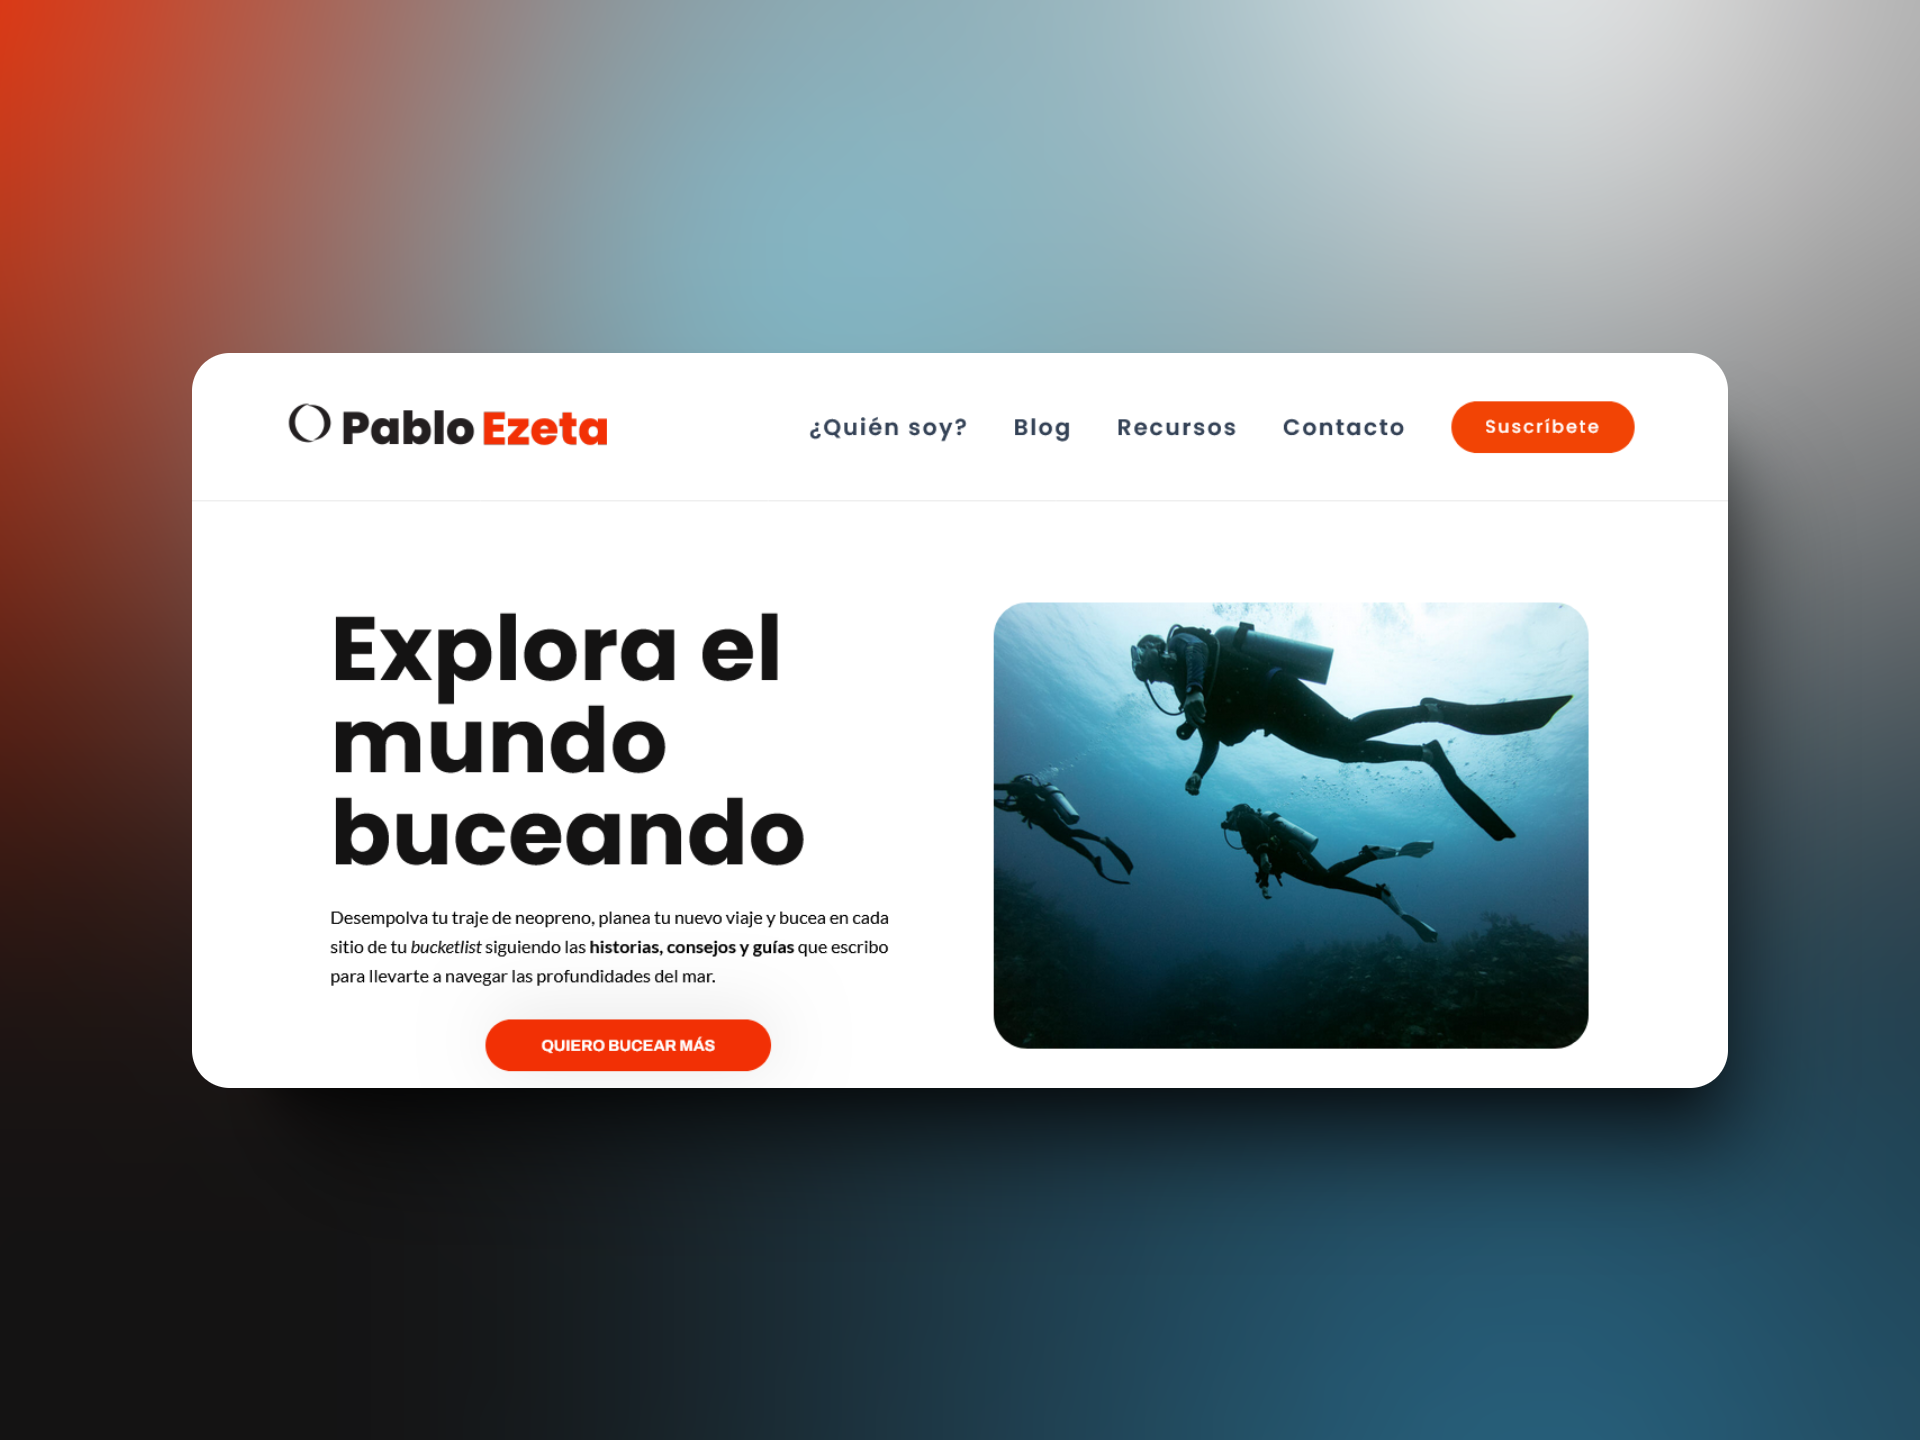 Pablo Ezeta
¿Quién soy?
Blog
Recursos
Contacto
Suscríbete
Explora el
mundo
buceando
Desempolva tu traje de neopreno, planea tu nuevo viaje y bucea en cada
sitio de tu bucketlist siguiendo las historias, consejos y guías que escribo
para llevarte a navegar las profundidades del mar.
QUIERO BUCEAR MÁS